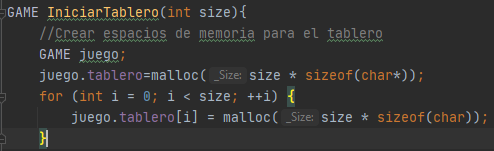 GAME IniciarTablero(int size){
//Crear espacios de memoria para el tablero
GAME juego;
juego.tablero=malloc( _Size: size * sizeof(char*));
for (int i = 0; i < size; ++i) {
juego.tablero[i] = malloc( _Size: size * sizeof(char));
}